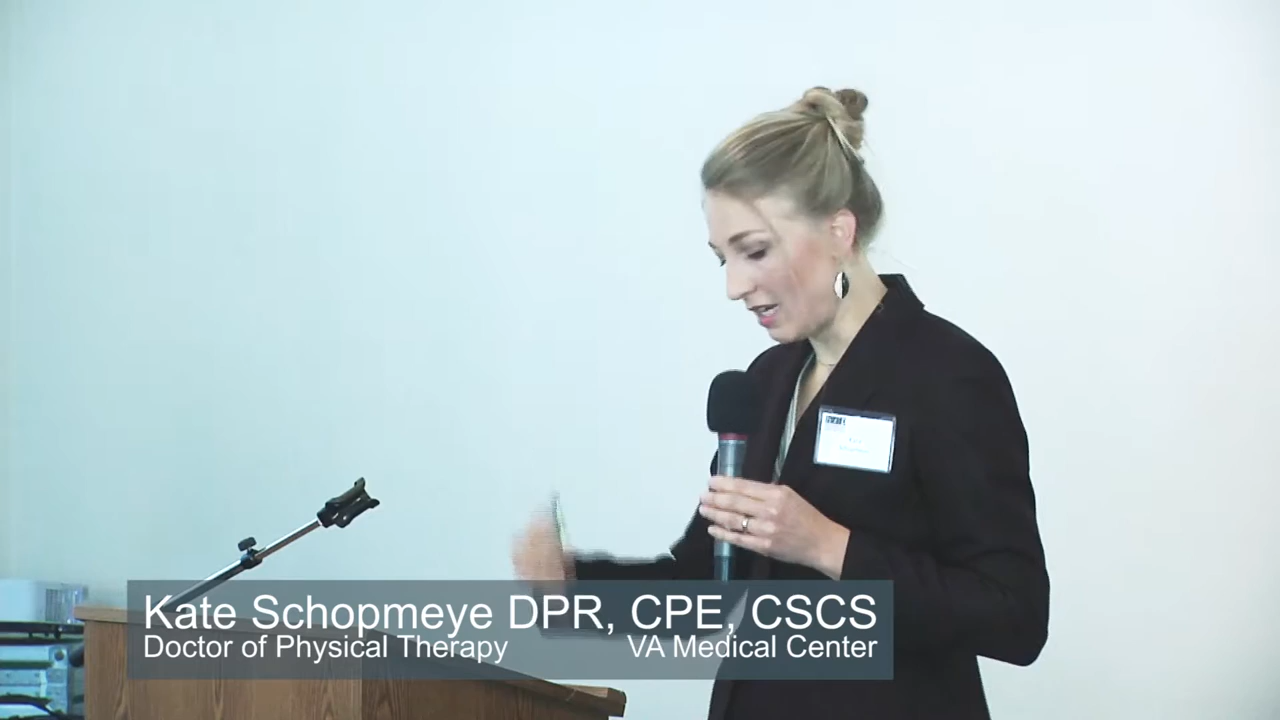 Kate Schopmeye DPR, CPE, CSCS
Doctor of Physical Therapy VA Medical Center